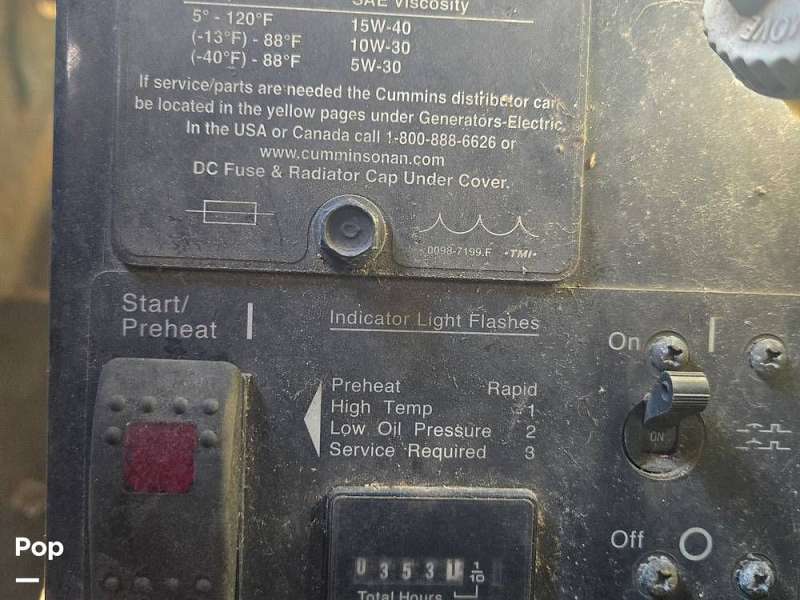 SAE Viscosity
5° - 120°F 15W-40
(-13°F) - 88°F 10W-30
(-40°F) - 88°F 5W-30
If service/parts are needed the Cummins distributor can
be located in the yellow pages under Generators-Electric.
In the USA or Canada call 1-800-888-6626 or
www.cumminsonan.com
DC Fuse & Radiator Cap Under Cover.
0098-7199.F -TMI-
Start/
Preheat
Indicator Light Flashes
Preheat Rapid
High Temp 1
Low Oil Pressure 2
Service Required 3
On
ON
Off
0353 1/10
Total Hours
Pop